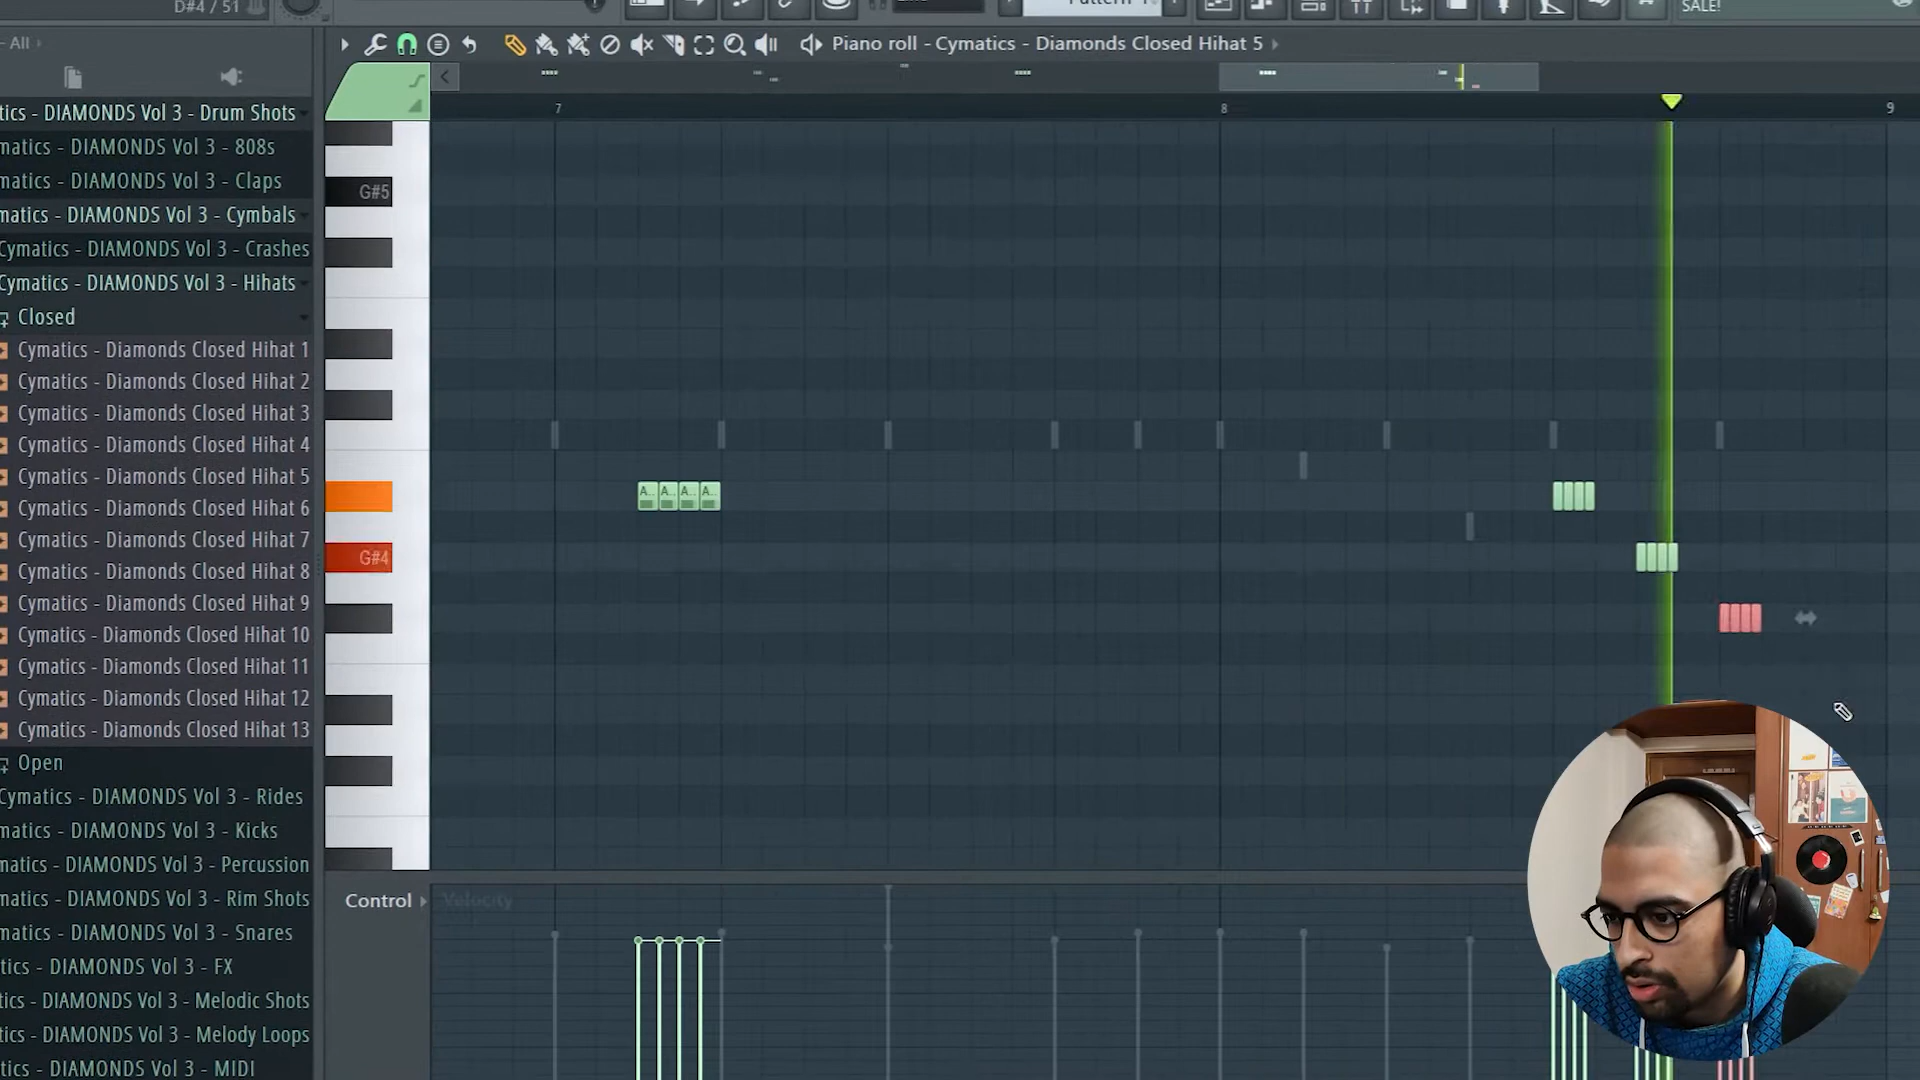 D#4 / 51
SALE!
All
Piano roll - Cymatics - Diamonds Closed Hihat 5
7
8
9
tics - DIAMONDS Vol 3 - Drum Shots
matics - DIAMONDS Vol 3 - 808s
matics - DIAMONDS Vol 3 - Claps
matics - DIAMONDS Vol 3 - Cymbals
Cymatics - DIAMONDS Vol 3 - Crashes
Cymatics - DIAMONDS Vol 3 - Hihats
Closed
Cymatics - Diamonds Closed Hihat 1
Cymatics - Diamonds Closed Hihat 2
Cymatics - Diamonds Closed Hihat 3
Cymatics - Diamonds Closed Hihat 4
Cymatics - Diamonds Closed Hihat 5
Cymatics - Diamonds Closed Hihat 6
Cymatics - Diamonds Closed Hihat 7
Cymatics - Diamonds Closed Hihat 8
Cymatics - Diamonds Closed Hihat 9
Cymatics - Diamonds Closed Hihat 10
Cymatics - Diamonds Closed Hihat 11
Cymatics - Diamonds Closed Hihat 12
Cymatics - Diamonds Closed Hihat 13
Open
Cymatics - DIAMONDS Vol 3 - Rides
matics - DIAMONDS Vol 3 - Kicks
matics - DIAMONDS Vol 3 - Percussion
matics - DIAMONDS Vol 3 - Rim Shots
matics - DIAMONDS Vol 3 - Snares
tics - DIAMONDS Vol 3 - FX
tics - DIAMONDS Vol 3 - Melodic Shots
tics - DIAMONDS Vol 3 - Melody Loops
tics - DIAMONDS Vol 3 - MIDI
G#5
A.. A.. A.. A..
G#4
Control
Velocity